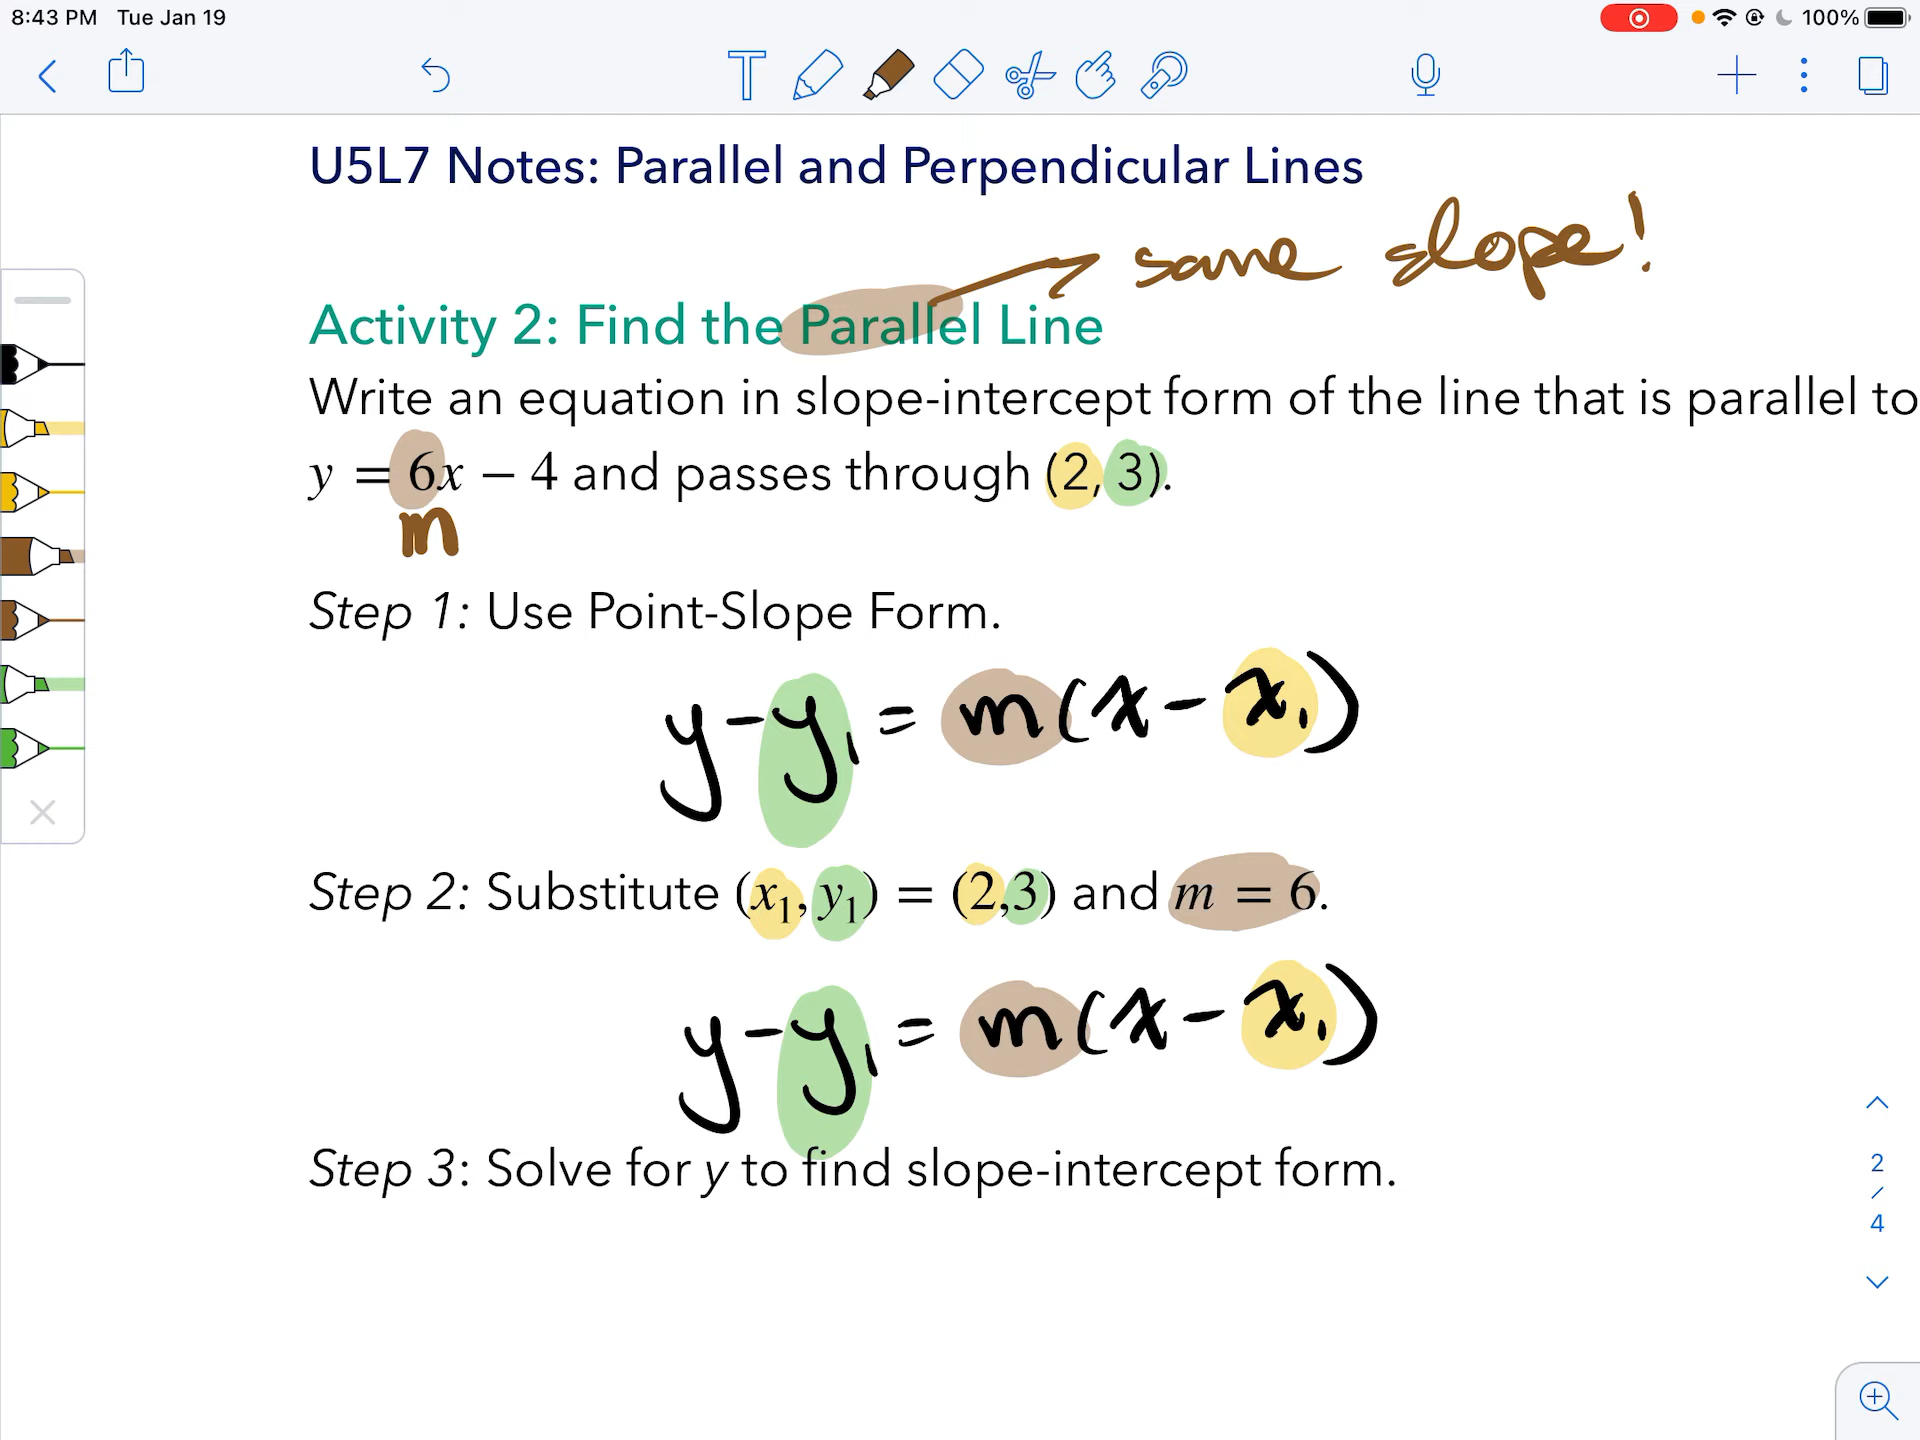 8:43 PM Tue Jan 19
100%
T
U5L7 Notes: Parallel and Perpendicular Lines
same slope!
Activity 2: Find the Parallel Line
Write an equation in slope-intercept form of the line that is parallel to
y = 6x − 4 and passes through (2, 3).
m
Step 1: Use Point-Slope Form.
y-y₁ = m(x-x₁)
Step 2: Substitute (x₁, y₁) = (2,3) and m = 6.
y-y₁ = m(x-x₁)
Step 3: Solve for y to find slope-intercept form.
2
/
4